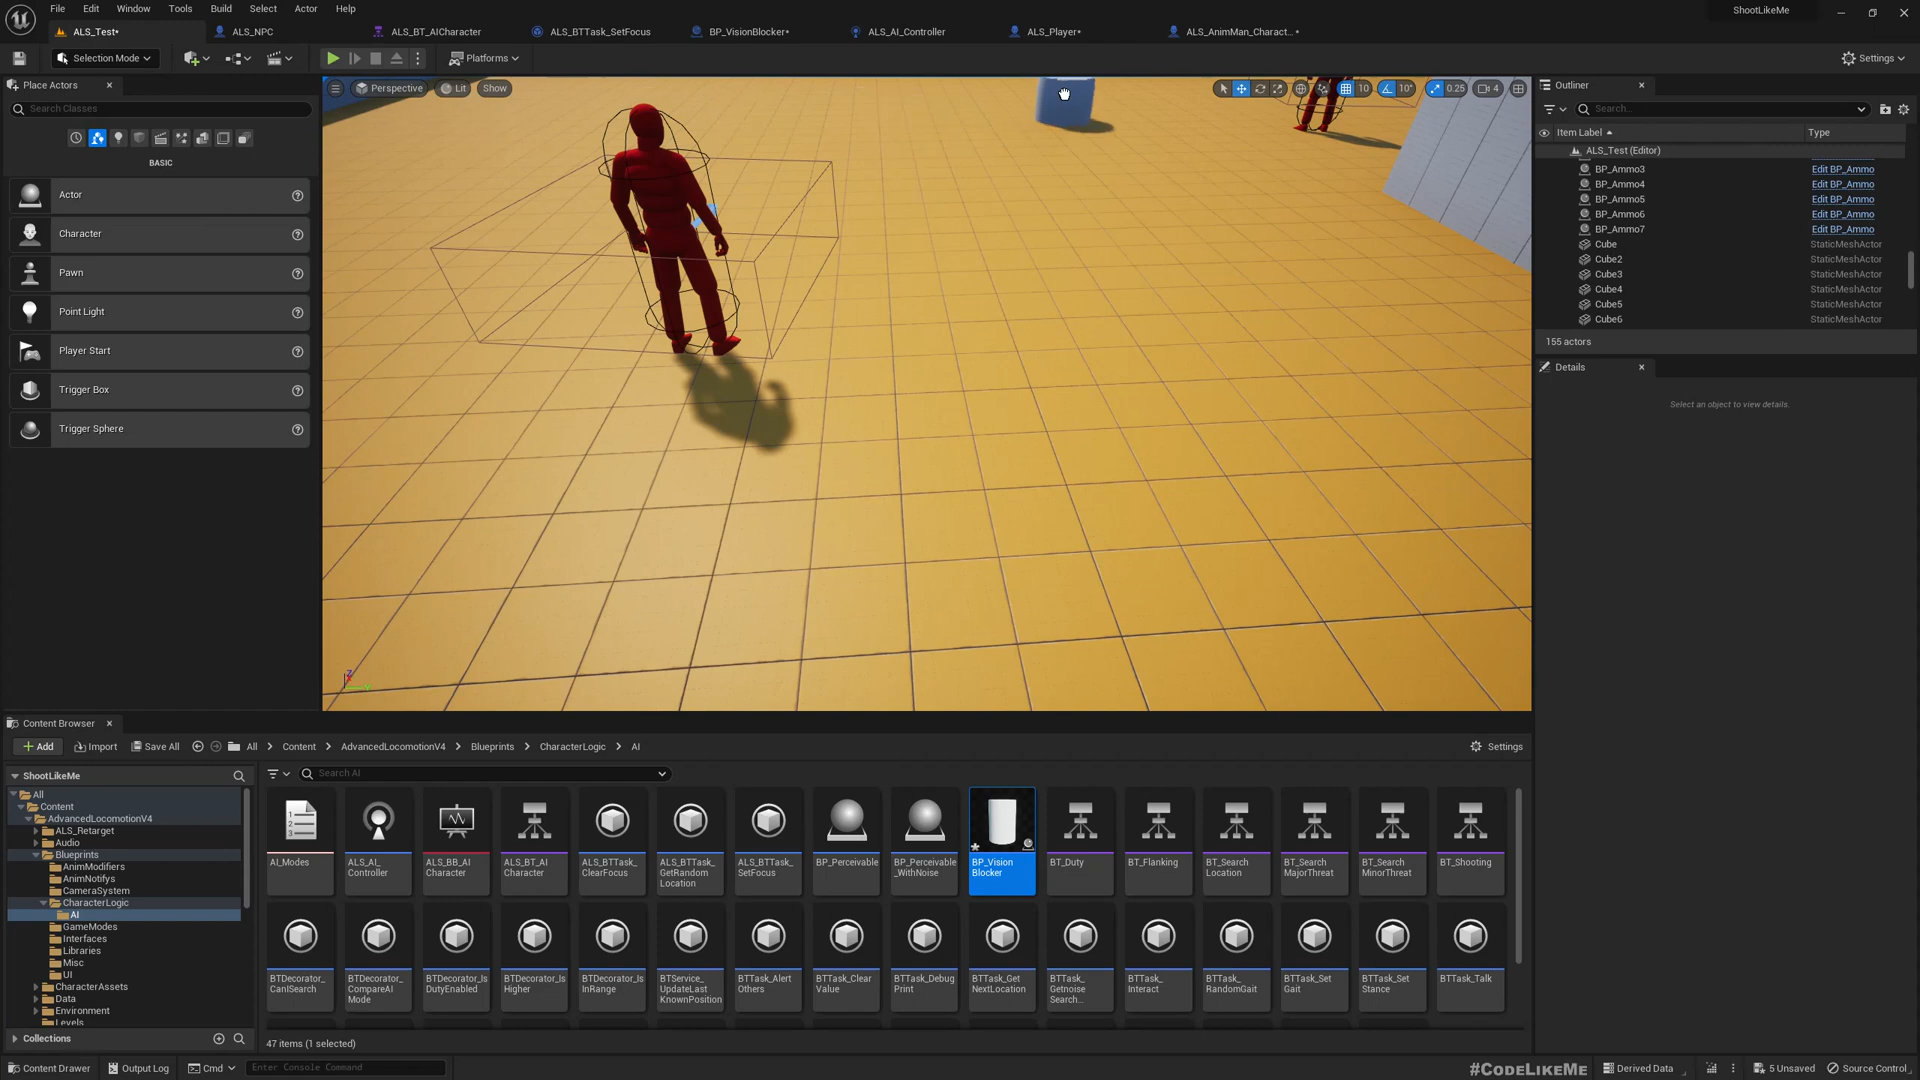 File Edit Window Tools Build Select Actor Help
ShootLikeMe
ALS_Test• ALS_NPC ALS_BT_AICharacter ALS_BTTask_SetFocus BP_VisionBlocker• ALS_AI_Controller ALS_Player• ALS_AnimMan_Charact...•
Selection Mode Platforms Settings
Place Actors
Search Classes
BASIC
Actor
Character
Pawn
Point Light
Player Start
Trigger Box
Trigger Sphere
Perspective Lit Show 10 10° 0.25 4
Outliner
Search...
Item Label Type
ALS_Test (Editor)
BP_Ammo3 Edit BP_Ammo
BP_Ammo4 Edit BP_Ammo
BP_Ammo5 Edit BP_Ammo
BP_Ammo6 Edit BP_Ammo
BP_Ammo7 Edit BP_Ammo
Cube StaticMeshActor
Cube2 StaticMeshActor
Cube3 StaticMeshActor
Cube4 StaticMeshActor
Cube5 StaticMeshActor
Cube6 StaticMeshActor
155 actors
Details
Select an object to view details.
Content Browser
Add Import Save All All > Content > AdvancedLocomotionV4 > Blueprints > CharacterLogic > AI Settings
ShootLikeMe
All
Content
AdvancedLocomotionV4
ALS_Retarget
Audio
Blueprints
AnimModifiers
AnimNotifys
CameraSystem
CharacterLogic
AI
GameModes
Interfaces
Libraries
Misc
UI
CharacterAssets
Data
Environment
Levels
Collections
Search AI
AI_Modes
ALS_AI_
Controller
ALS_BB_AI
Character
ALS_BT_AI
Character
ALS_BTTask_
ClearFocus
ALS_BTTask_
GetRandom
Location
ALS_BTTask_
SetFocus
BP_Perceivable
BP_Perceivable
_WithNoise
BP_Vision
Blocker
BT_Duty
BT_Flanking
BT_Search
Location
BT_Search
MajorThreat
BT_Search
MinorThreat
BT_Shooting
BTDecorator_
CanISearch
BTDecorator_
CompareAI
Mode
BTDecorator_Is
DutyEnabled
BTDecorator_Is
Higher
BTDecorator_Is
InRange
BTService_
UpdateLast
KnownPosition
BTTask_Alert
Others
BTTask_Clear
Value
BTTask_Debug
Print
BTTask_Get
NextLocation
BTTask_
Getnoise
Search...
BTTask_
Interact
BTTask_
RandomGait
BTTask_Set
Gait
BTTask_Set
Stance
BTTask_Talk
47 items (1 selected)
Content Drawer Output Log Cmd Enter Console Command #CODELIKEME Derived Data 5 Unsaved Source Control